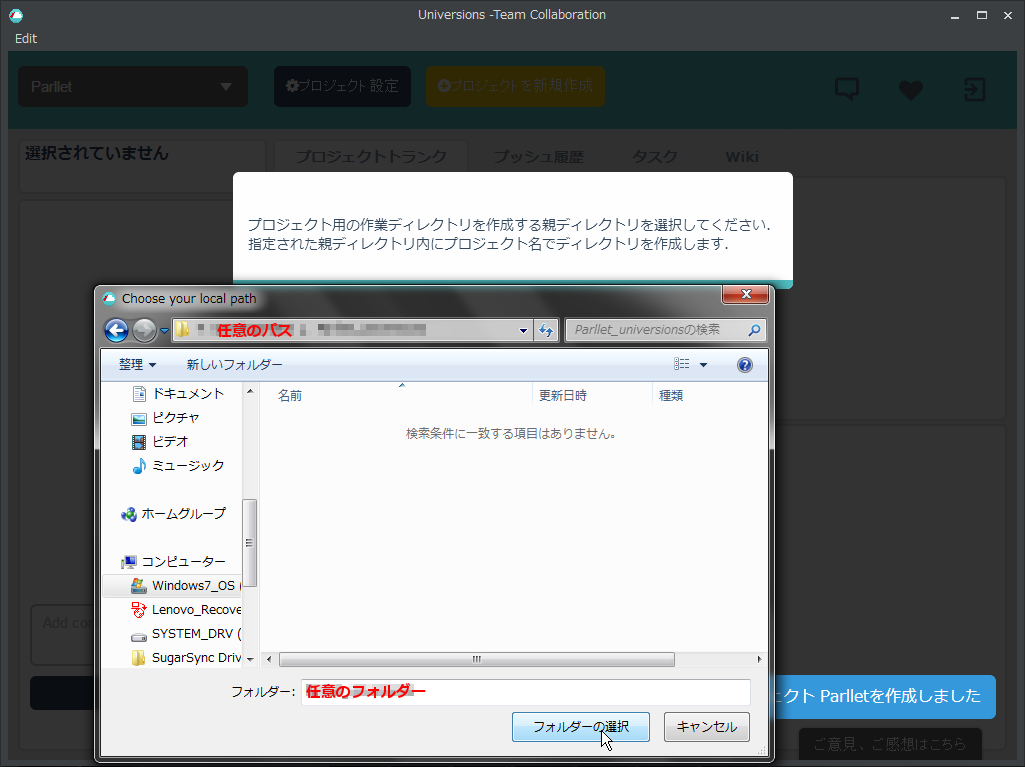 Universions -Team Collaboration
Edit
Parllet
プロジェクト設定
プロジェクトを新規作成
選択されていません
プロジェクトトランク
プッシュ履歴
タスク
Wiki
プロジェクト用の作業ディレクトリを作成する親ディレクトリを選択してください.
指定された親ディレクトリ内にプロジェクト名でディレクトリを作成します.
Choose your local path
任意のパス
Parllet_universionsの検索
整理
新しいフォルダー
ドキュメント
ピクチャ
ビデオ
ミュージック
ホームグループ
コンピューター
Windows7_OS (
Lenovo_Recove
SYSTEM_DRV (
SugarSync Driv
名前
更新日時
種類
検索条件に一致する項目はありません。
Add co
フォルダー:
任意のフォルダー
フォルダーの選択
キャンセル
ェクト Parlletを作成しました
ご意見、ご感想はこちら